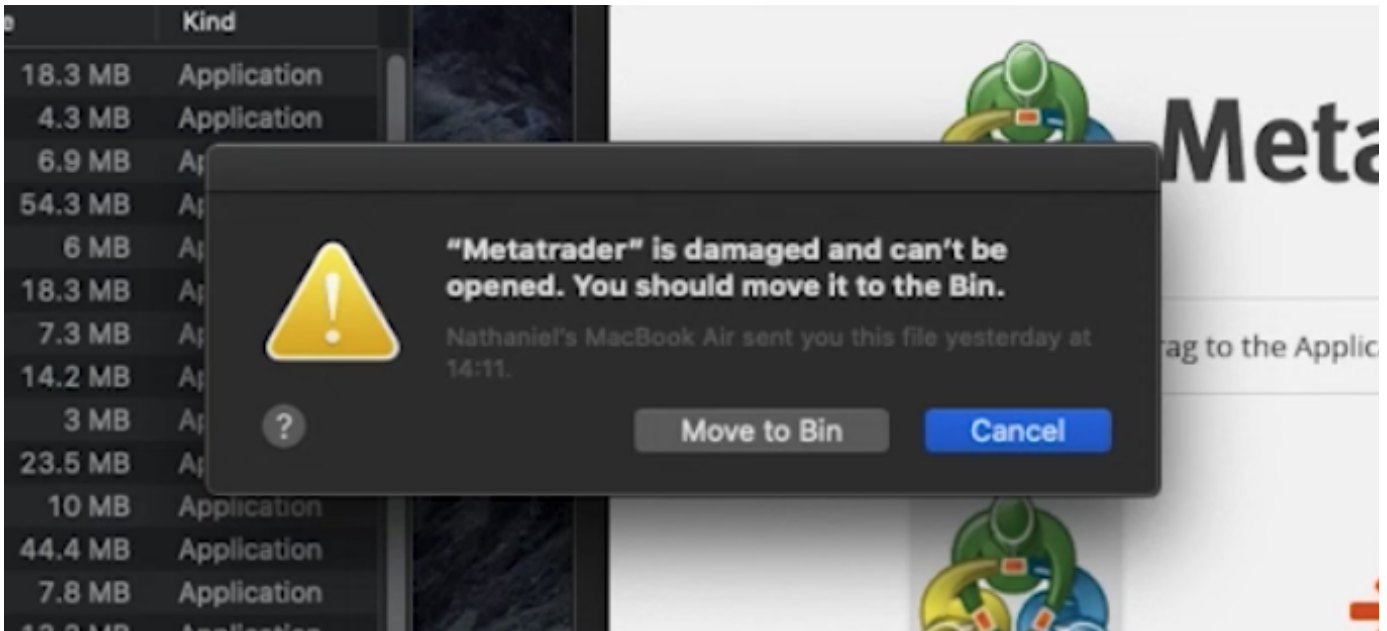 Kind
18.3 MB Application
4.3 MB Application
6.9 MB
54.3 MB
6 MB
18.3 MB
7.3 MB
14.2 MB
3 MB
23.5 MB
10 MB Application
44.4 MB Application
7.8 MB Application
Meta
“Metatrader” is damaged and can’t be
opened. You should move it to the Bin.
Nathaniel's MacBook Air sent you this file yesterday at
14:11.
?
Move to Bin
Cancel
rag to the Applic